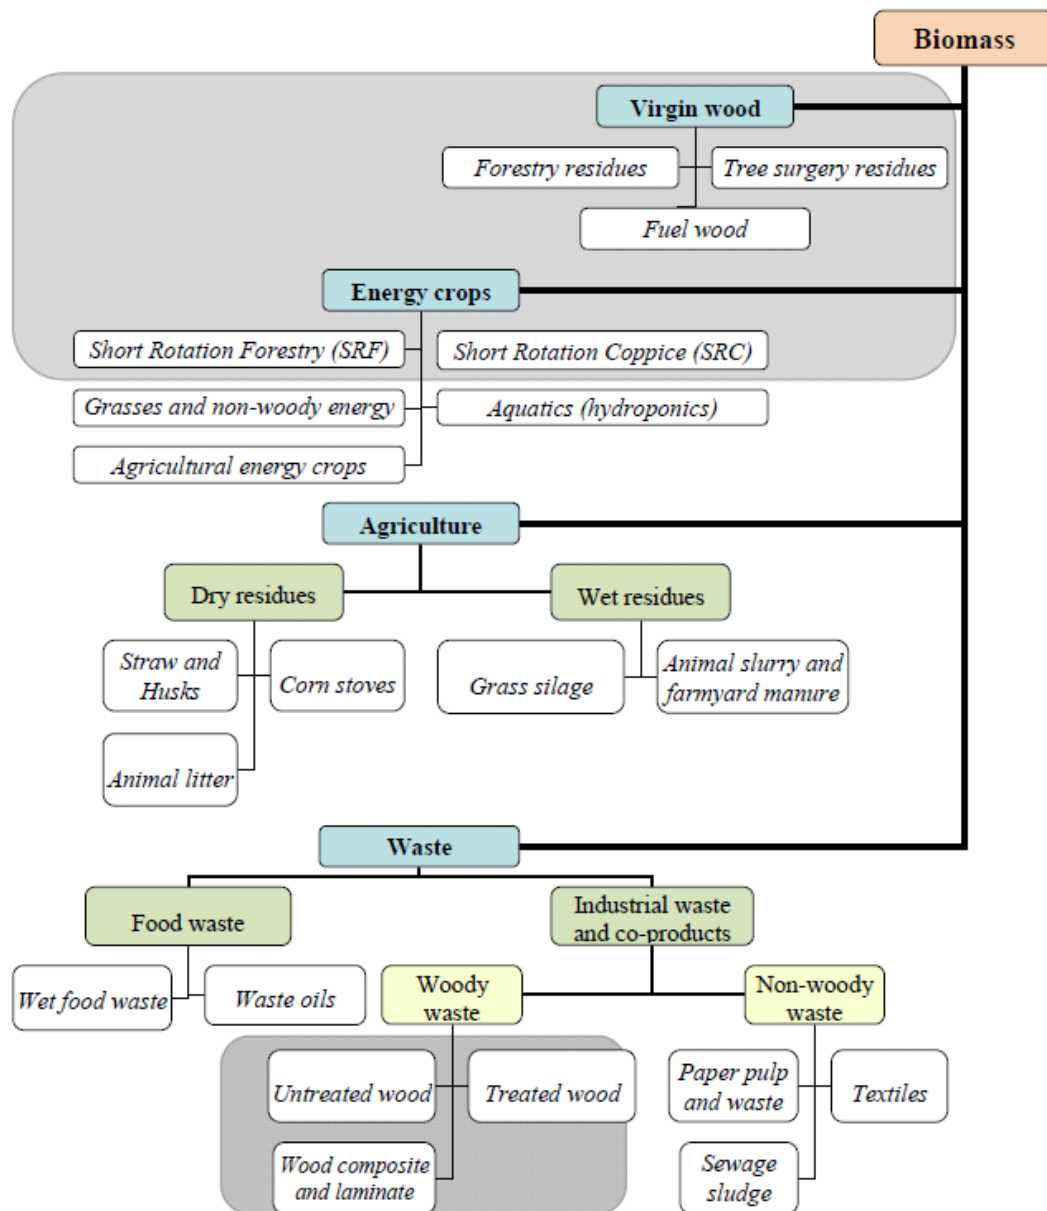 Biomass
Virgin wood
Forestry residues
Tree surgery residues
Fuel wood
Energy crops
Short Rotation Forestry (SRF)
Short Rotation Coppice (SRC)
Grasses and non-woody energy
Aquatics (hydroponics)
Agricultural energy crops
Agriculture
Dry residues
Wet residues
Straw and
Husks
Corn stoves
Grass silage
Animal slurry and
farmyard manure
Animal litter
Waste
Food waste
Industrial waste
and co-products
Wet food waste
Waste oils
Woody
waste
Non-woody
waste
Untreated wood
Treated wood
Paper pulp
and waste
Textiles
Wood composite
and laminate
Sewage
sludge